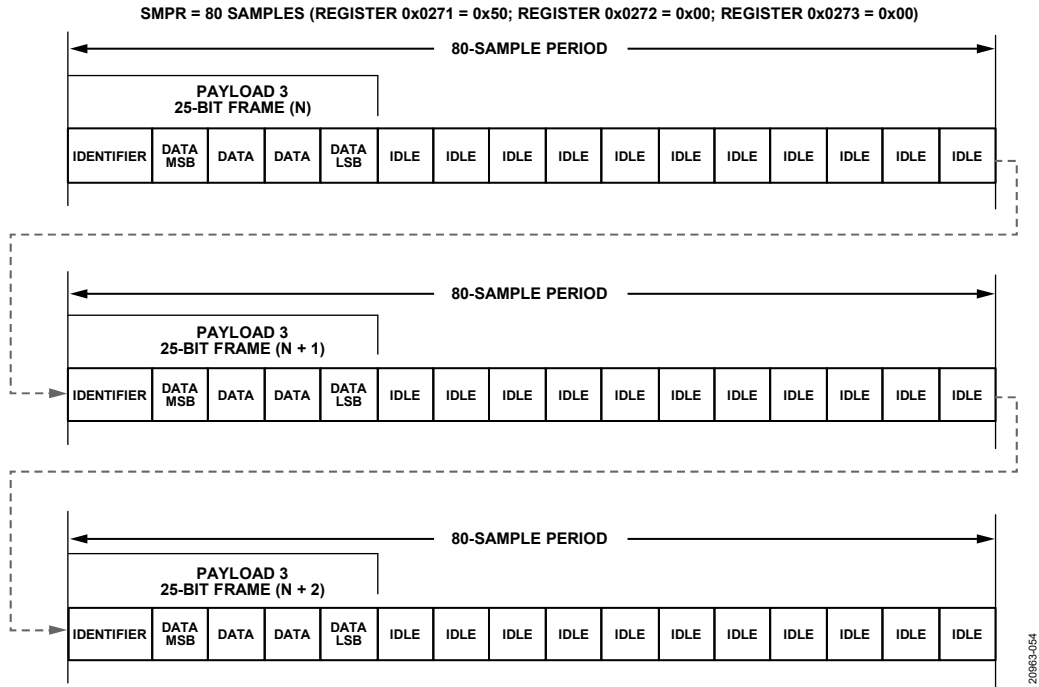 SMPR = 80 SAMPLES (REGISTER 0x0271 = 0x50; REGISTER 0x0272 = 0x00; REGISTER 0x0273 = 0x00)
80-SAMPLE PERIOD
PAYLOAD 3
25-BIT FRAME (N)
IDENTIFIER DATA MSB DATA DATA DATA LSB IDLE IDLE IDLE IDLE IDLE IDLE IDLE IDLE IDLE IDLE IDLE
80-SAMPLE PERIOD
PAYLOAD 3
25-BIT FRAME (N + 1)
IDENTIFIER DATA MSB DATA DATA DATA LSB IDLE IDLE IDLE IDLE IDLE IDLE IDLE IDLE IDLE IDLE IDLE
80-SAMPLE PERIOD
PAYLOAD 3
25-BIT FRAME (N + 2)
IDENTIFIER DATA MSB DATA DATA DATA LSB IDLE IDLE IDLE IDLE IDLE IDLE IDLE IDLE IDLE IDLE IDLE
20963-054